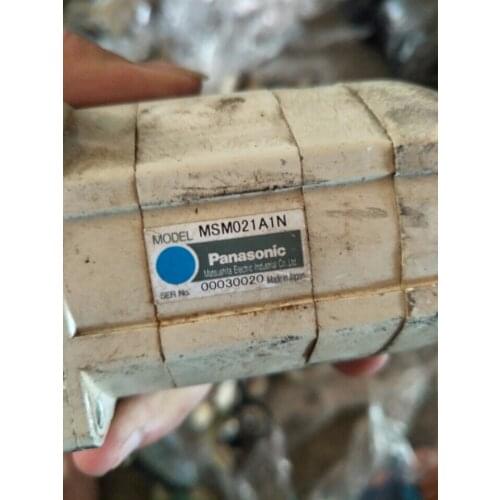 MODEL MSM021A1N
Panasonic
Matsushita Electric Industrial Co. Ltd.
SER No. 00030020 Made in Japan